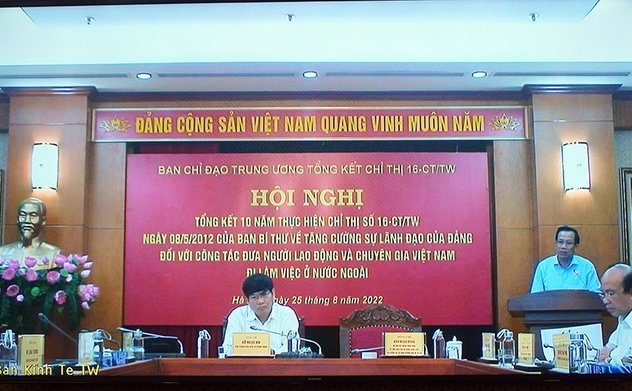 ĐẢNG CỘNG SẢN VIỆT NAM QUANG VINH MUÔN NĂM
BAN CHỈ ĐẠO TRUNG ƯƠNG TỔNG KẾT CHỈ THỊ 16-CT/TW
HỘI NGHỊ
TỔNG KẾT 10 NĂM THỰC HIỆN CHỈ THỊ SỐ 16-CT/TW
NGÀY 08/5/2012 CỦA BAN BÍ THƯ VỀ TĂNG CƯỜNG SỰ LÃNH ĐẠO CỦA ĐẢNG
ĐỐI VỚI CÔNG TÁC ĐƯA NGƯỜI LAO ĐỘNG VÀ CHUYÊN GIA VIỆT NAM
ĐI LÀM VIỆC Ở NƯỚC NGOÀI
Hà ngày 25 tháng 8 năm 2022
Ban Kinh Te TW